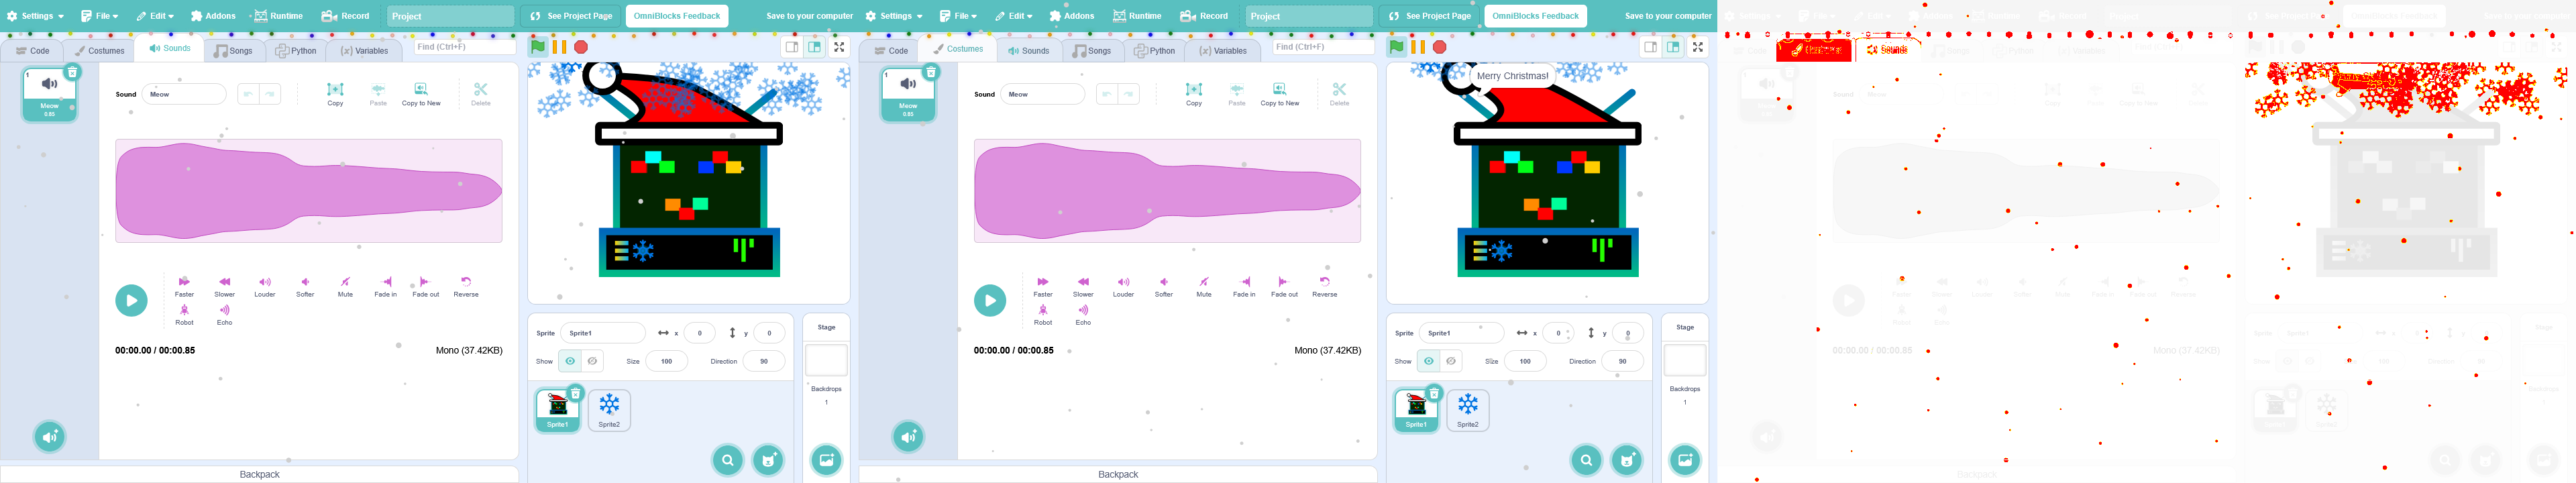 Settings File Edit Addons Runtime Record Project See Project Page OmniBlocks Feedback Save to your computer
Code Costumes Sounds Songs Python Variables Find (Ctrl+F)
1
Meow
0.85
Sound Meow Copy Paste Copy to New Delete
Faster Slower Louder Softer Mute Fade in Fade out Reverse
Robot Echo
00:00.00 / 00:00.85 Mono (37.42KB)
Backpack
Sprite Sprite1 x 0 y 0
Show Size 100 Direction 90
Sprite1 Sprite2
Stage
Backdrops
1
Settings File Edit Addons Runtime Record Project See Project Page OmniBlocks Feedback Save to your computer
Code Costumes Sounds Songs Python Variables Find (Ctrl+F)
1
Meow
0.85
Sound Meow Copy Paste Copy to New Delete
Faster Slower Louder Softer Mute Fade in Fade out Reverse
Robot Echo
00:00.00 / 00:00.85 Mono (37.42KB)
Backpack
Merry Christmas!
Sprite Sprite1 x 0 y 0
Show Size 100 Direction 90
Sprite1 Sprite2
Stage
Backdrops
1
Costumes Sounds
Backpack